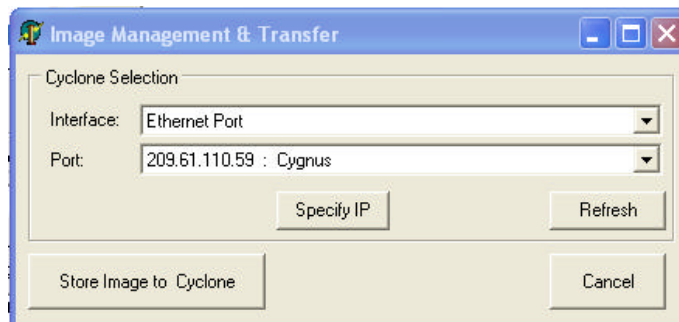 Image Management & Transfer
Cyclone Selection
Interface: Ethernet Port
Port: 209.61.110.59 : Cygnus
Specify IP Refresh
Store Image to Cyclone Cancel